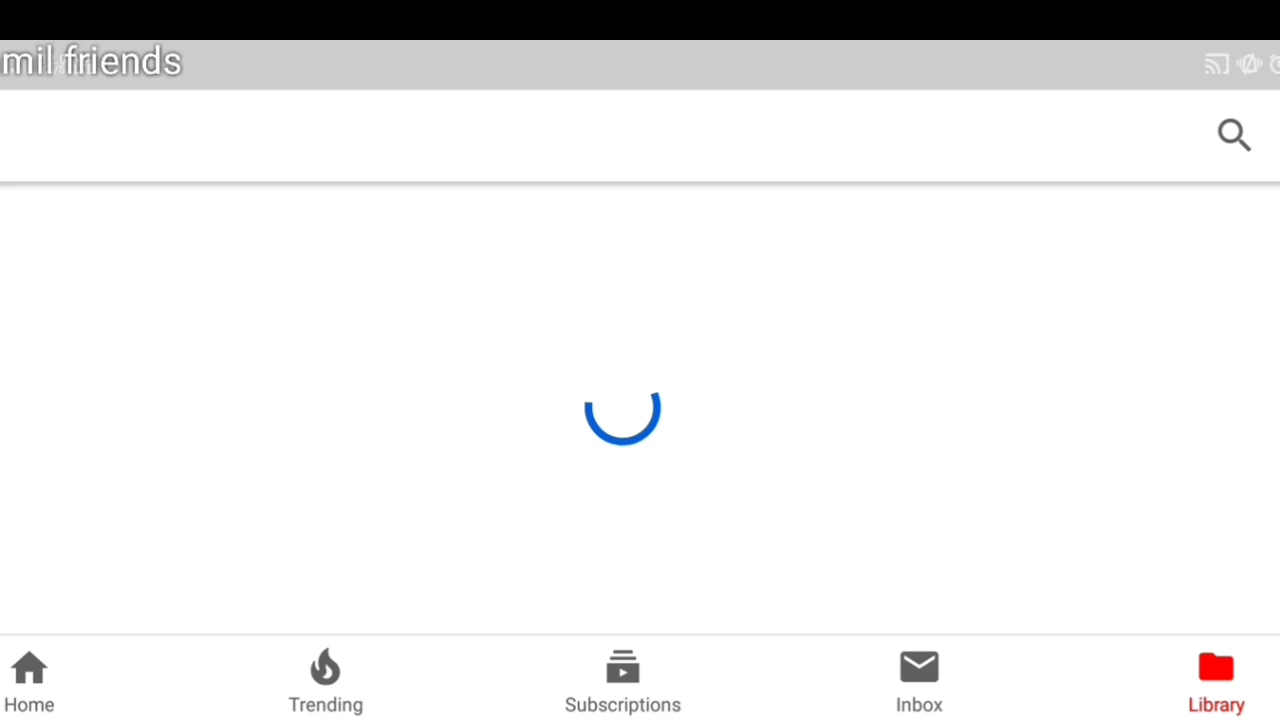 mil friends
Home
Trending
Subscriptions
Inbox
Library